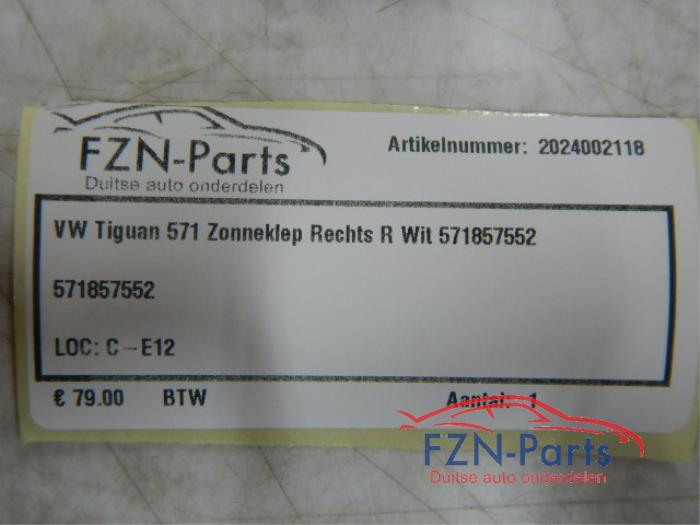 FZN-Parts
Duitse auto onderdelen
Artikelnummer: 2024002118
VW Tiguan 571 Zonneklep Rechts R Wit 571857552
571857552
LOC: C-E12
€ 79.00 BTW Aantal: 1
FZN-Parts
Duitse auto onderdelen